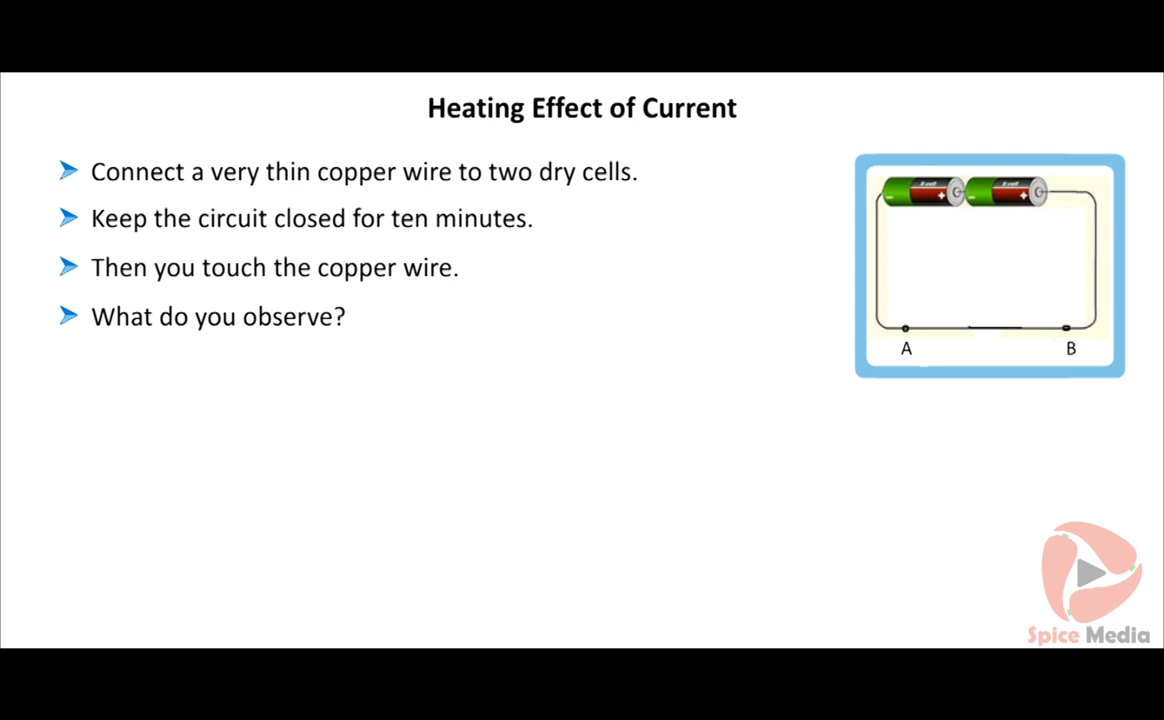 Heating Effect of Current
Connect a very thin copper wire to two dry cells.
Keep the circuit closed for ten minutes.
Then you touch the copper wire.
What do you observe?
A
B
Spice Media